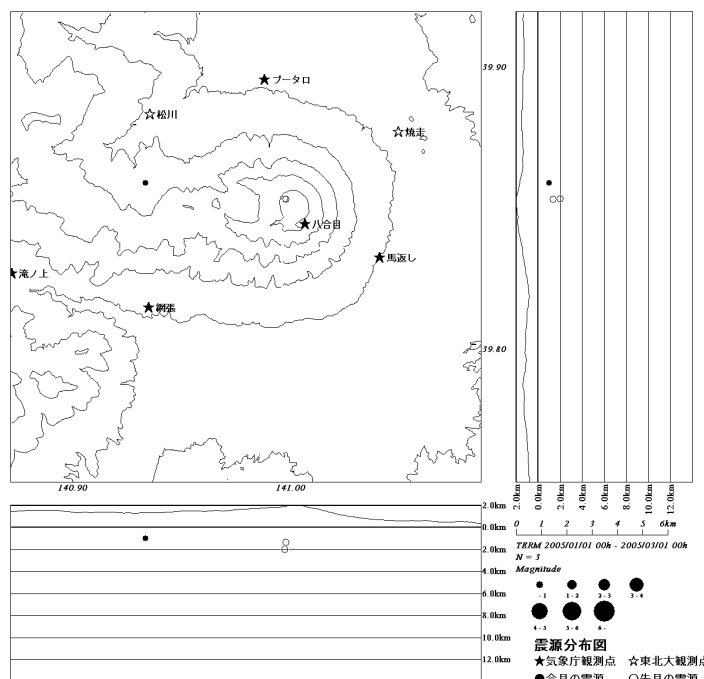 39.90
★ブータロ
☆松川
☆焼走
★八合目
★馬返し
★滝ノ上
★網張
39.80
140.90
141.00
2.0km
0.0km
2.0km
4.0km
6.0km
8.0km
10.0km
12.0km
0 1 2 3 4 5 6km
2.0km
0.0km
2.0km
4.0km
6.0km
8.0km
10.0km
12.0km
TERM 2005/01/01 00h - 2005/03/01 00h
N = 3
Magnitude
- 1
1 - 2
2 - 3
3 - 4
4 - 5
5 - 6
6 -
震源分布図
★気象庁観測点 ☆東北大観測点
●今月の震源 ○先月の震源